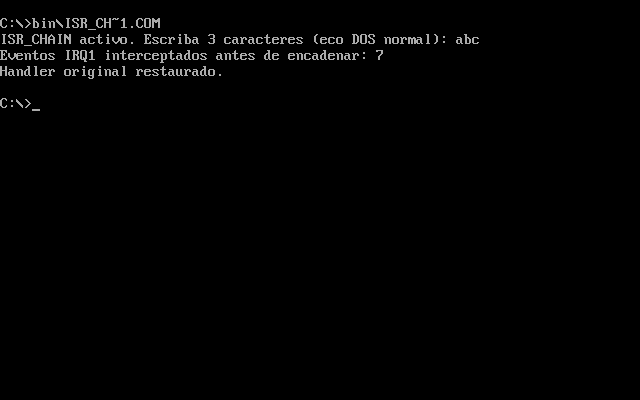 C:\>bin\ISR_CH~1.COM
ISR_CHAIN activo. Escriba 3 caracteres (eco DOS normal): abc
Eventos IRQ1 interceptados antes de encadenar: 7
Handler original restaurado.
C:\>_